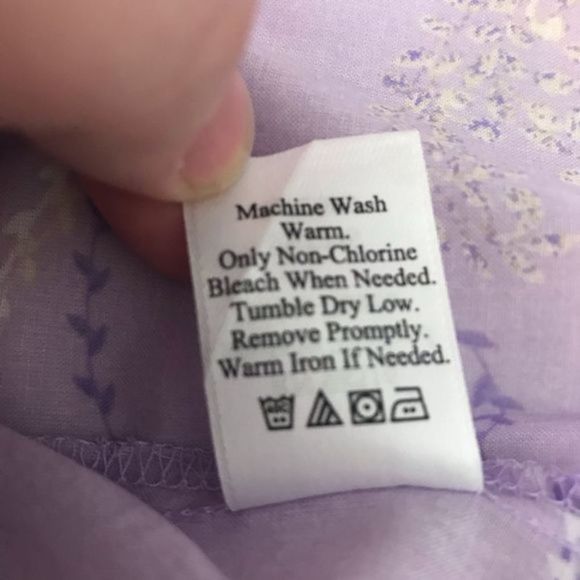 Machine Wash
Warm.
Only Non-Chlorine
Bleach When Needed.
Tumble Dry Low.
Remove Promptly.
Warm Iron If Needed.